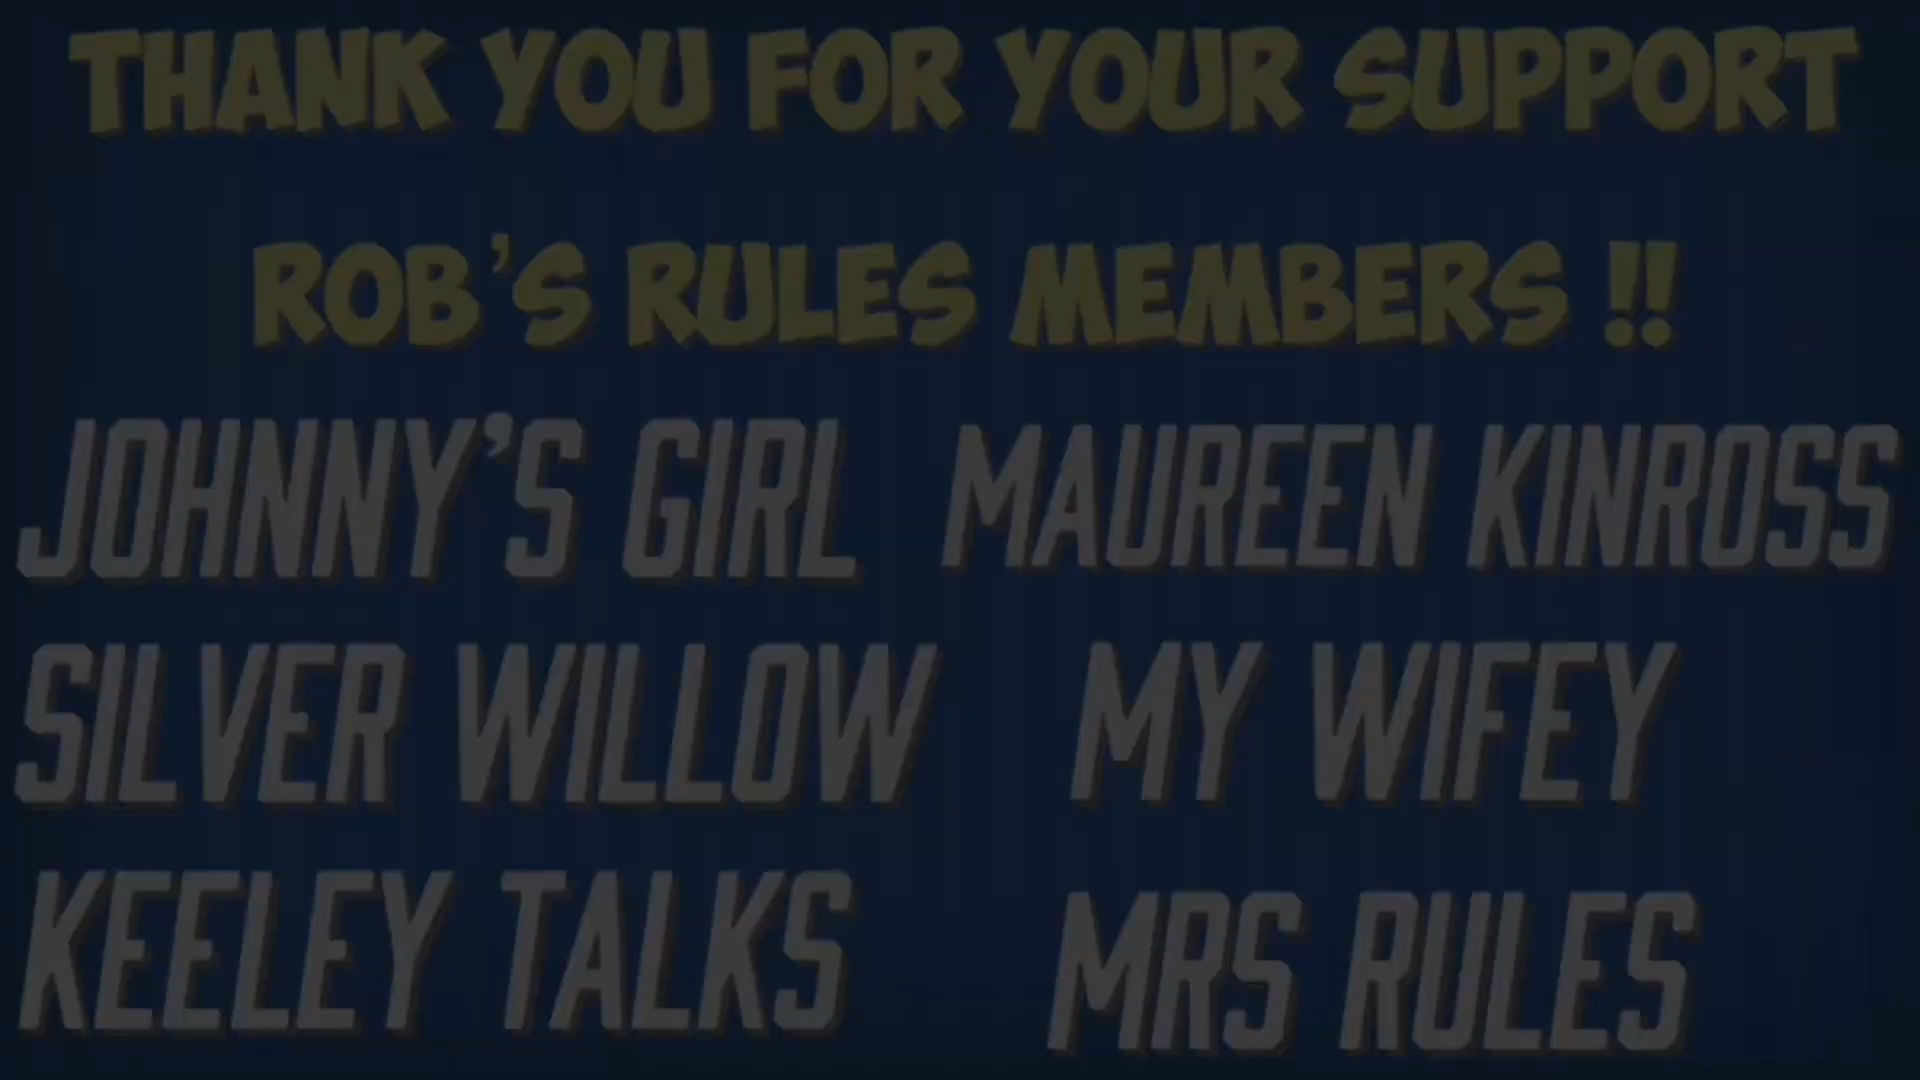 THANK YOU FOR YOUR SUPPORT
ROB'S RULES MEMBERS !!
JOHNNY'S GIRL MAUREEN KINROSS
SILVER WILLOW MY WIFEY
KEELEY TALKS MRS RULES